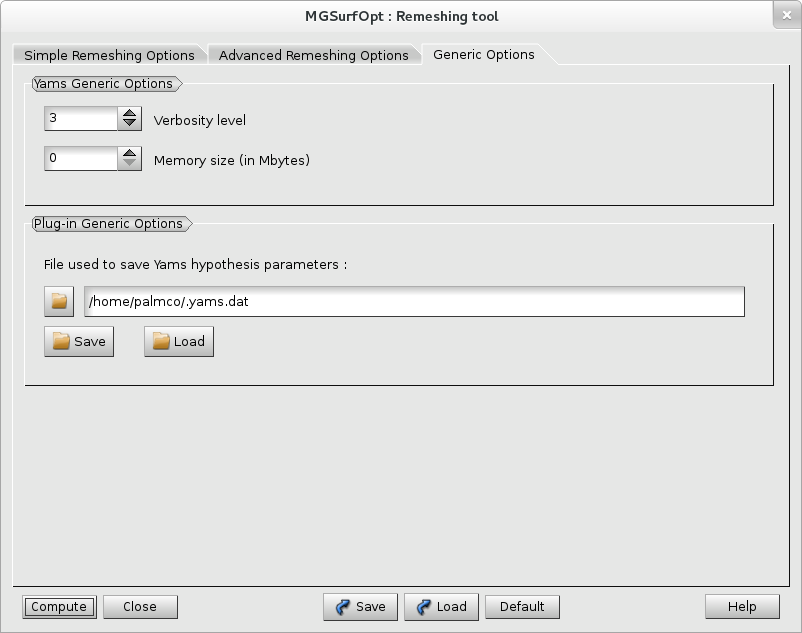 MGSurfOpt : Remeshing tool
Simple Remeshing Options Advanced Remeshing Options Generic Options
Yams Generic Options
3 Verbosity level
0 Memory size (in Mbytes)
Plug-in Generic Options
File used to save Yams hypothesis parameters :
/home/palmco/.yams.dat
Save Load
Compute Close Save Load Default Help